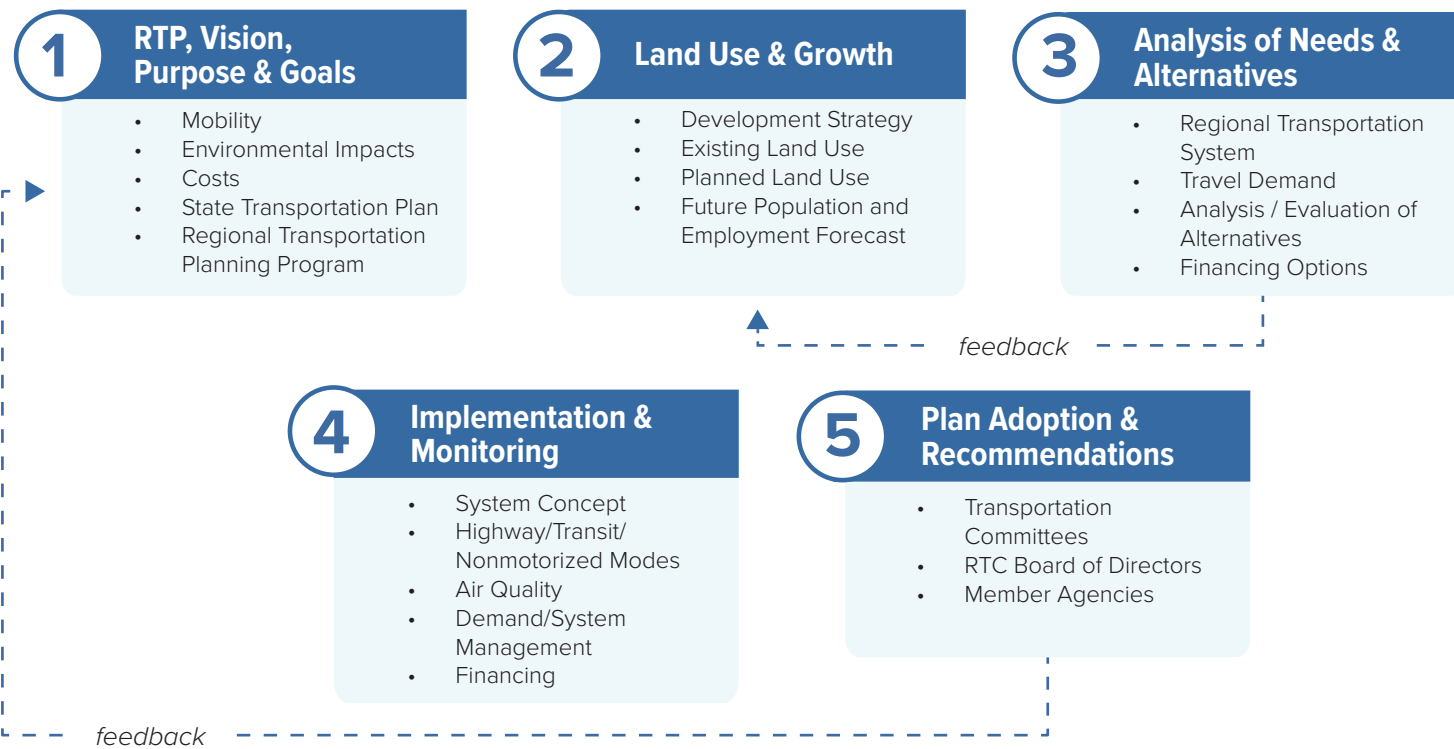 1
RTP, Vision,
Purpose & Goals
• Mobility
• Environmental Impacts
• Costs
• State Transportation Plan
• Regional Transportation
Planning Program
2
Land Use & Growth
• Development Strategy
• Existing Land Use
• Planned Land Use
• Future Population and
Employment Forecast
3
Analysis of Needs &
Alternatives
• Regional Transportation
System
• Travel Demand
• Analysis / Evaluation of
Alternatives
• Financing Options
feedback
4
Implementation &
Monitoring
• System Concept
• Highway/Transit/
Nonmotorized Modes
• Air Quality
• Demand/System
Management
• Financing
5
Plan Adoption &
Recommendations
• Transportation
Committees
• RTC Board of Directors
• Member Agencies
feedback